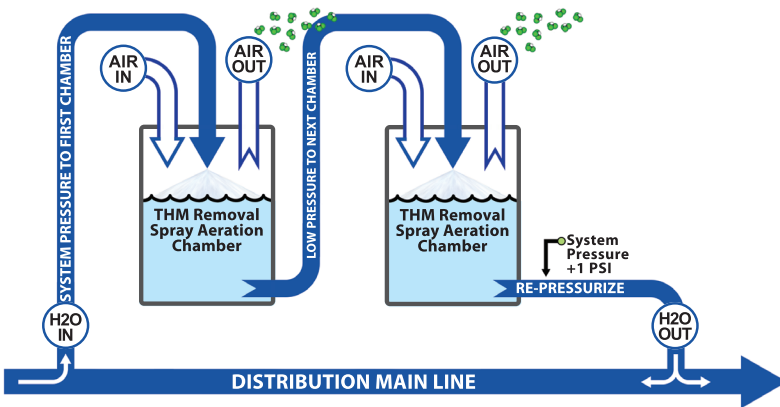 SYSTEM PRESSURE TO FIRST CHAMBER
AIR
IN
AIR
OUT
LOW PRESSURE TO NEXT CHAMBER
AIR
IN
AIR
OUT
THM Removal
Spray Aeration
Chamber
THM Removal
Spray Aeration
Chamber
System
Pressure
+1 PSI
RE-PRESSURIZE
H2O
IN
H2O
OUT
DISTRIBUTION MAIN LINE